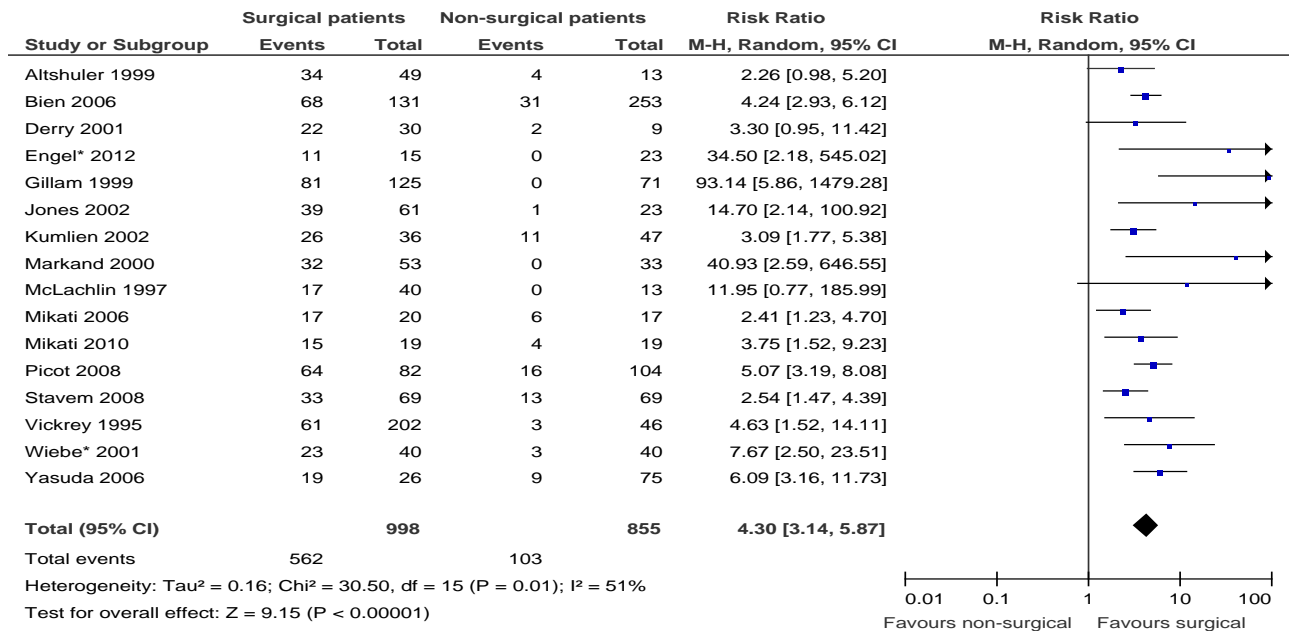 Surgical patients Non-surgical patients Risk Ratio Risk Ratio
Study or Subgroup Events Total Events Total M-H, Random, 95% CI M-H, Random, 95% CI
Altshuler 1999 34 49 4 13 2.26 [0.98, 5.20]
Bien 2006 68 131 31 253 4.24 [2.93, 6.12]
Derry 2001 22 30 2 9 3.30 [0.95, 11.42]
Engel* 2012 11 15 0 23 34.50 [2.18, 545.02]
Gillam 1999 81 125 0 71 93.14 [5.86, 1479.28]
Jones 2002 39 61 1 23 14.70 [2.14, 100.92]
Kumlien 2002 26 36 11 47 3.09 [1.77, 5.38]
Markand 2000 32 53 0 33 40.93 [2.59, 646.55]
McLachlin 1997 17 40 0 13 11.95 [0.77, 185.99]
Mikati 2006 17 20 6 17 2.41 [1.23, 4.70]
Mikati 2010 15 19 4 19 3.75 [1.52, 9.23]
Picot 2008 64 82 16 104 5.07 [3.19, 8.08]
Stavem 2008 33 69 13 69 2.54 [1.47, 4.39]
Vickrey 1995 61 202 3 46 4.63 [1.52, 14.11]
Wiebe* 2001 23 40 3 40 7.67 [2.50, 23.51]
Yasuda 2006 19 26 9 75 6.09 [3.16, 11.73]
Total (95% CI) 998 855 4.30 [3.14, 5.87]
Total events 562 103
Heterogeneity: Tau² = 0.16; Chi² = 30.50, df = 15 (P = 0.01); I² = 51%
Test for overall effect: Z = 9.15 (P < 0.00001)
0.01 0.1 1 10 100
Favours non-surgical Favours surgical